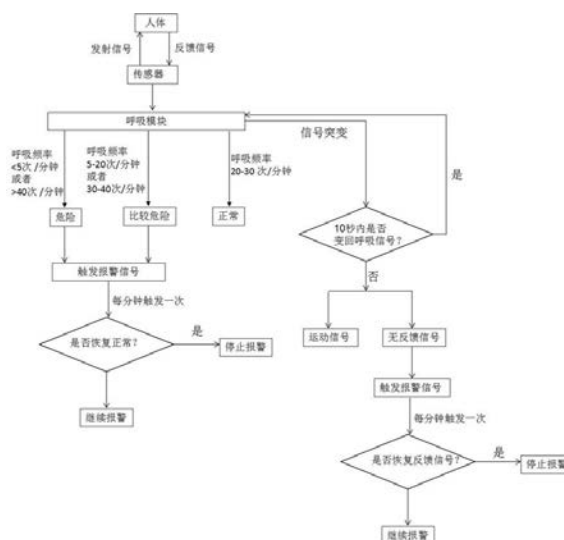 人体
发射信号
反馈信号
传感器
呼吸模块
信号突变
呼吸频率
<5次/分钟
或者
>40次/分钟
呼吸频率
5-20次/分钟
或者
30-40次/分钟
呼吸频率
20-30 次/分钟
是
危险
比较危险
正常
10秒内是否
变回呼吸信号?
触发报警信号
否
每分钟触发一次
是否恢复正常?
是
停止报警
运动信号
无反馈信号
继续报警
触发报警信号
每分钟触发一次
是否恢复反馈信号?
是
停止报警
继续报警